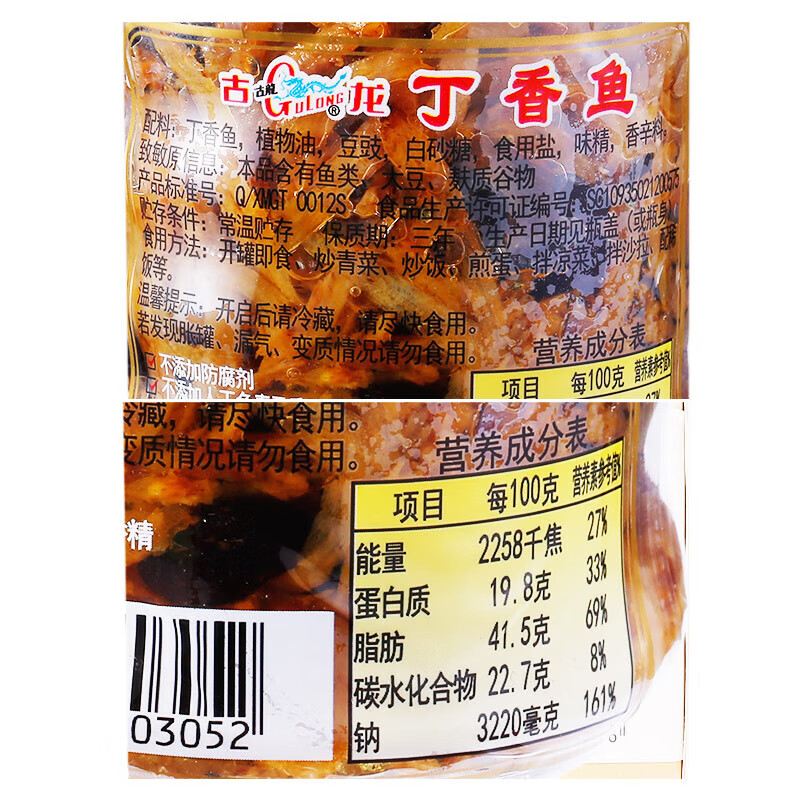 古 古龍 GULONG ® 龙 丁香鱼
配料：丁香鱼，植物油，豆豉，白砂糖，食用盐，味精，香辛料。
致敏原信息：本品含有鱼类、大豆、麸质谷物
产品标准号：Q/XMGT 0012S 食品生产许可证编号：SC10935021200575
贮存条件：常温贮存 保质期：三年 生产日期见瓶盖（或瓶身）
食用方法：开罐即食、炒青菜、炒饭、煎蛋、拌凉菜、拌沙拉、配稀
饭等。
温馨提示：开启后请冷藏，请尽快食用。
若发现胀罐、漏气、变质情况请勿食用。
营养成分表
不添加防腐剂
项目 每100克 营养素参考值%
27%
冷藏，请尽快食用。
变质情况请勿食用。
营养成分表
项目 每100克 营养素参考值%
能量 2258千焦 27%
蛋白质 19.8克 33%
脂肪 41.5克 69%
碳水化合物 22.7克 8%
钠 3220毫克 161%
精
03052